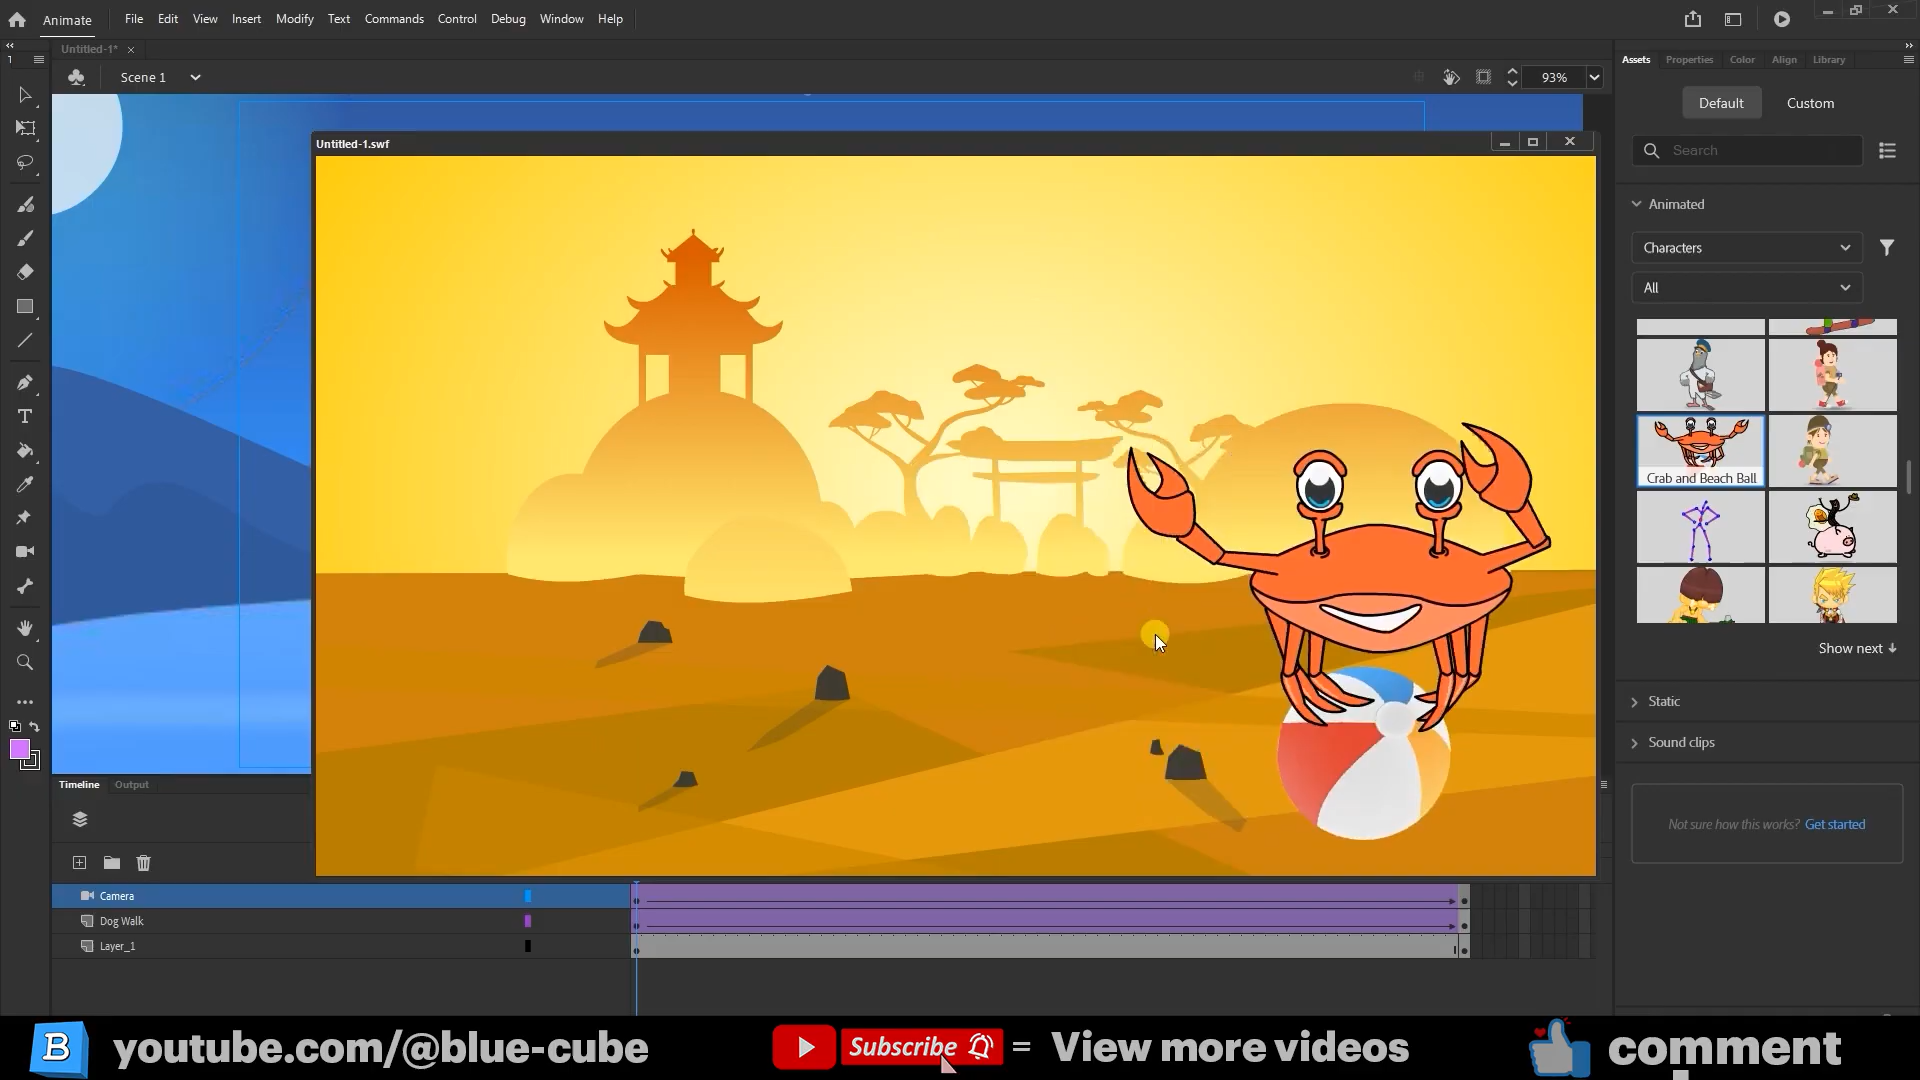 Animate File Edit View Insert Modify Text Commands Control Debug Window Help
Untitled-1* ×
1
Scene 1
93%
Assets Properties Color Align Library
Default Custom
Search
Animated
Characters
All
Crab and Beach Ball
Show next
Static
Sound clips
Not sure how this works? Get started
Untitled-1.swf
T
Timeline Output
Camera
Dog Walk
Layer_1
B youtube.com/@blue-cube Subscribe = View more videos comment